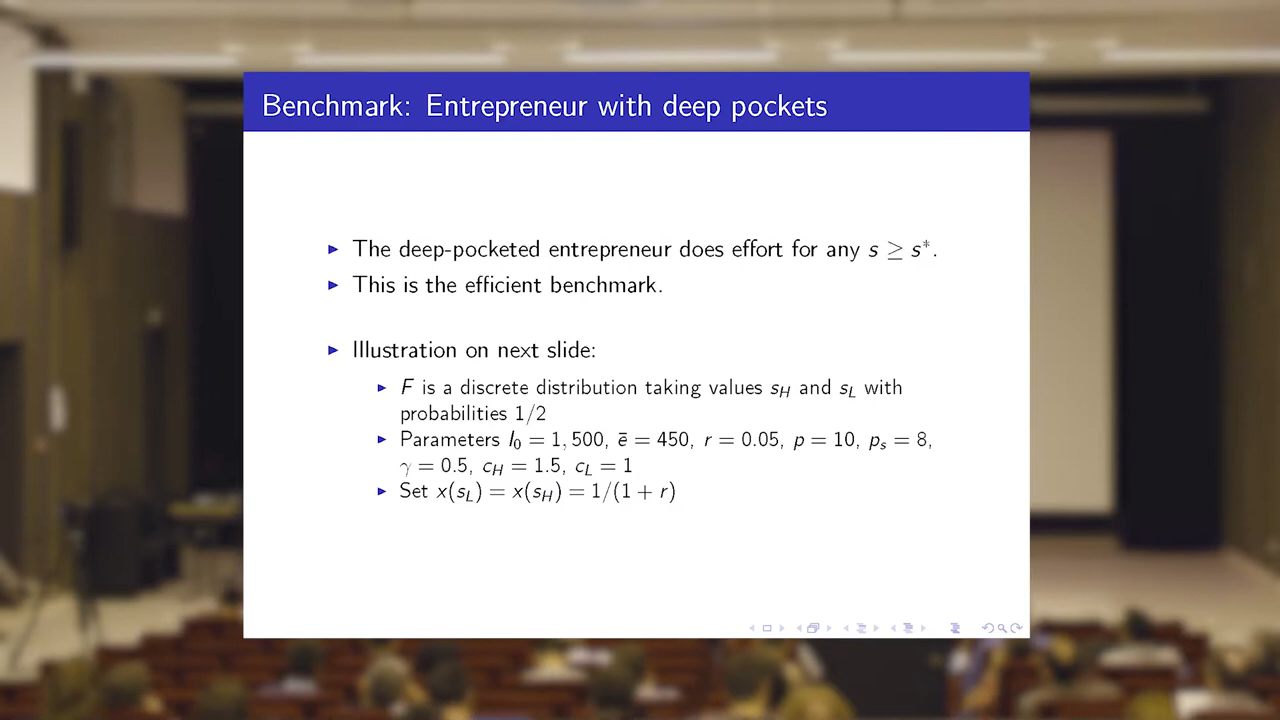 Benchmark: Entrepreneur with deep pockets
▶ The deep-pocketed entrepreneur does effort for any s ≥ s*.
▶ This is the efficient benchmark.
▶ Illustration on next slide:
▶ F is a discrete distribution taking values s_H and s_L with
probabilities 1/2
▶ Parameters I₀ = 1, 500, ē = 450, r = 0.05, p = 10, p_s = 8,
γ = 0.5, c_H = 1.5, c_L = 1
▶ Set x(s_L) = x(s_H) = 1/(1 + r)